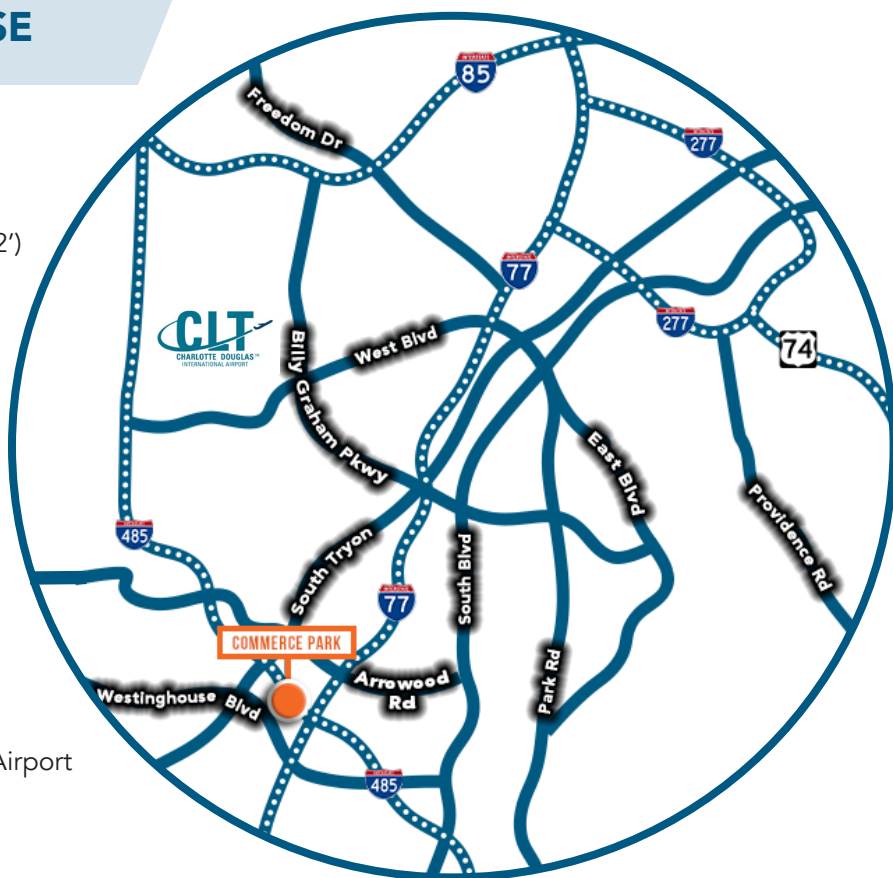 SE
2')
Airport
85
Freedom Dr
277
77
277
74
CLT
CHARLOTTE DOUGLAS℠
INTERNATIONAL AIRPORT
West Blvd
Billy Graham Pkwy
East Blvd
Providence Rd
485
South Tryon
South Blvd
77
COMMERCE PARK
Arrowood
Rd
Park Rd
Westinghouse Blvd
485